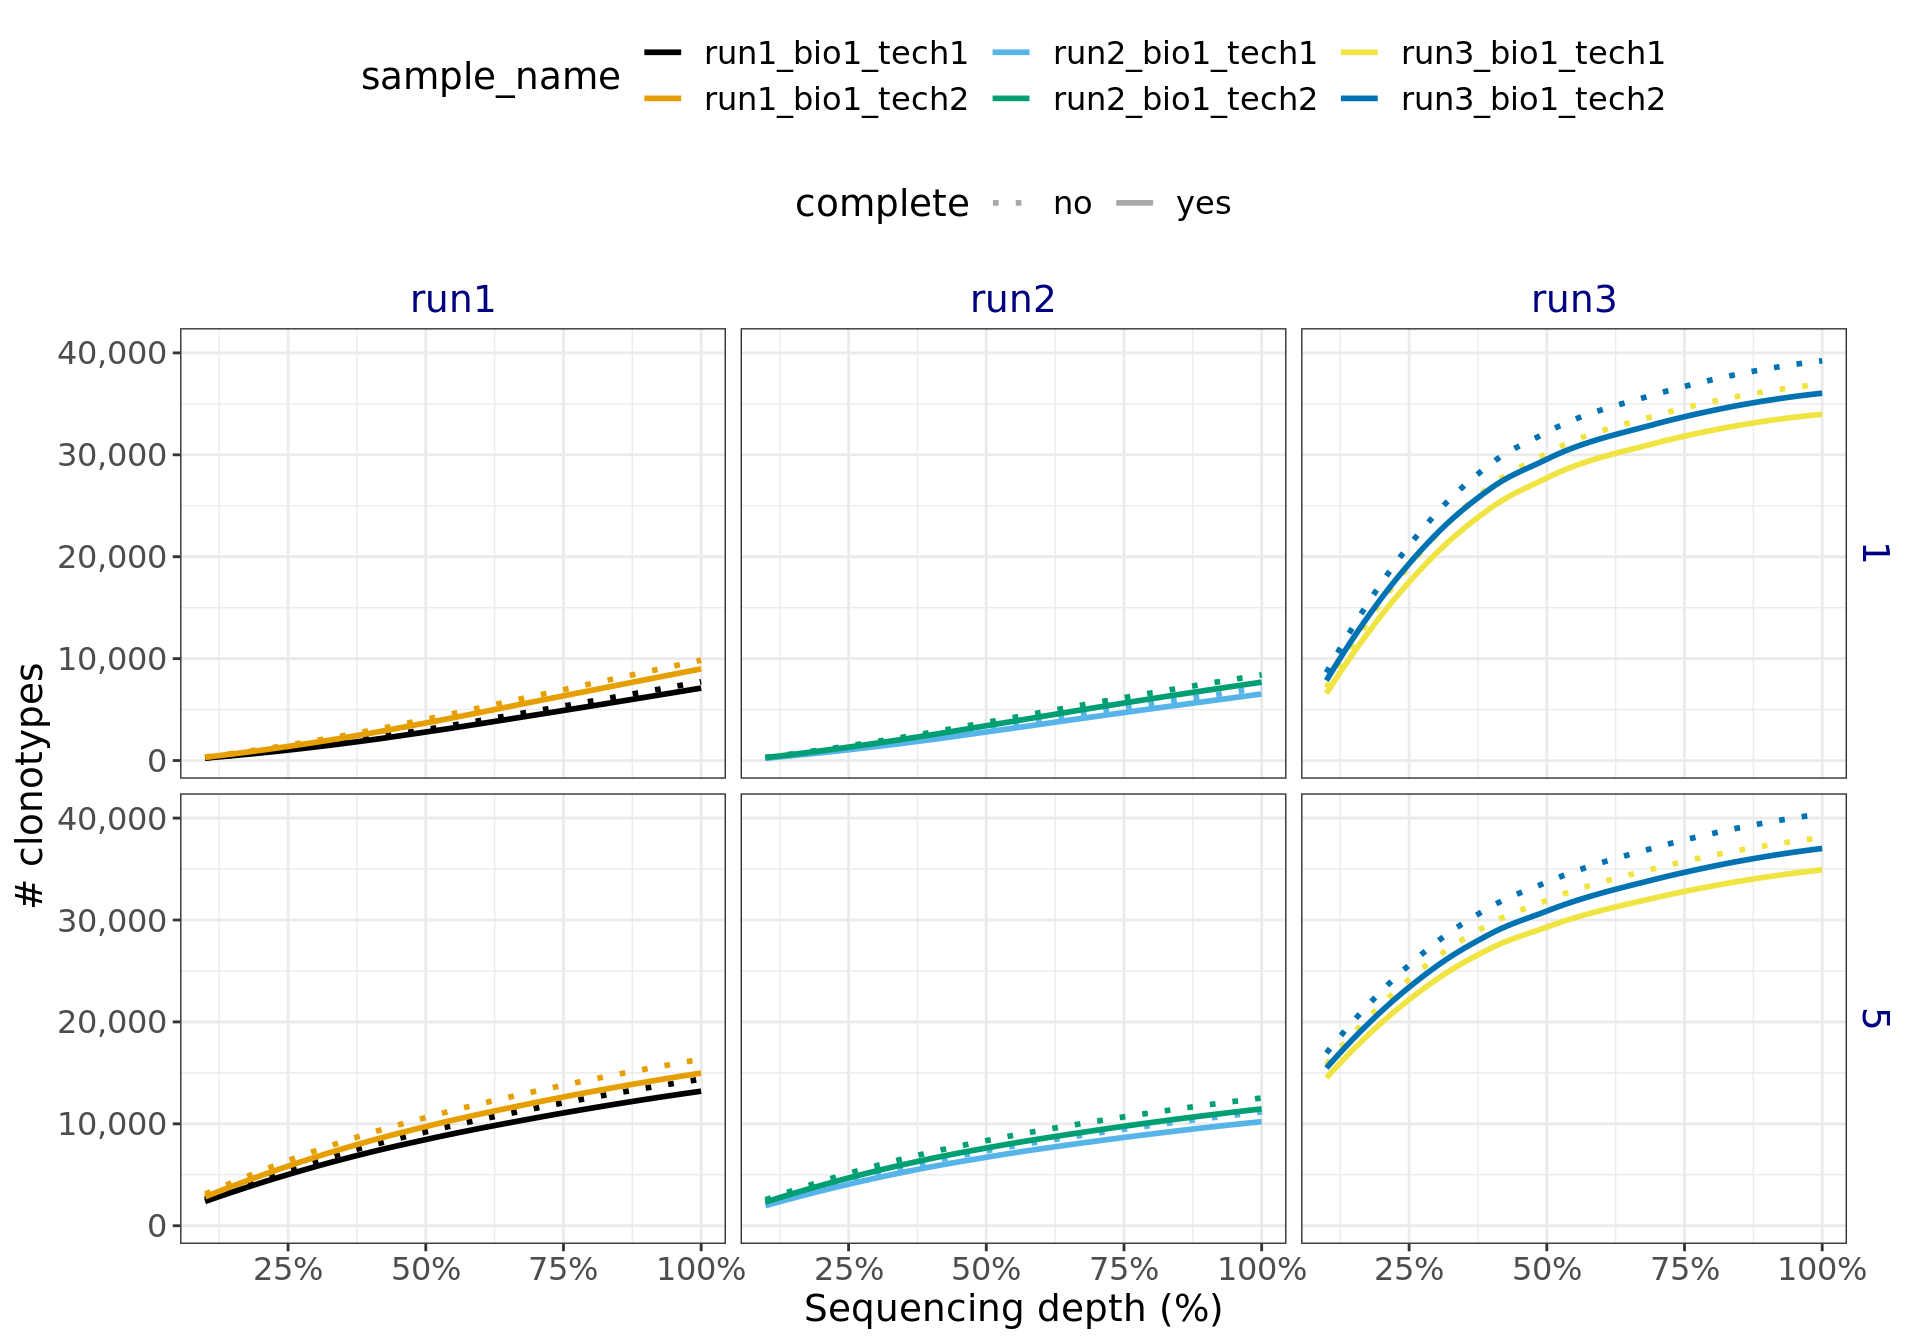 sample_name
run1_bio1_tech1 run2_bio1_tech1 run3_bio1_tech1
run1_bio1_tech2 run2_bio1_tech2 run3_bio1_tech2
complete no yes
run1 run2 run3
40,000
30,000
20,000
10,000
0
1
40,000
30,000
20,000
10,000
0
5
# clonotypes
25% 50% 75% 100% 25% 50% 75% 100% 25% 50% 75% 100%
Sequencing depth (%)